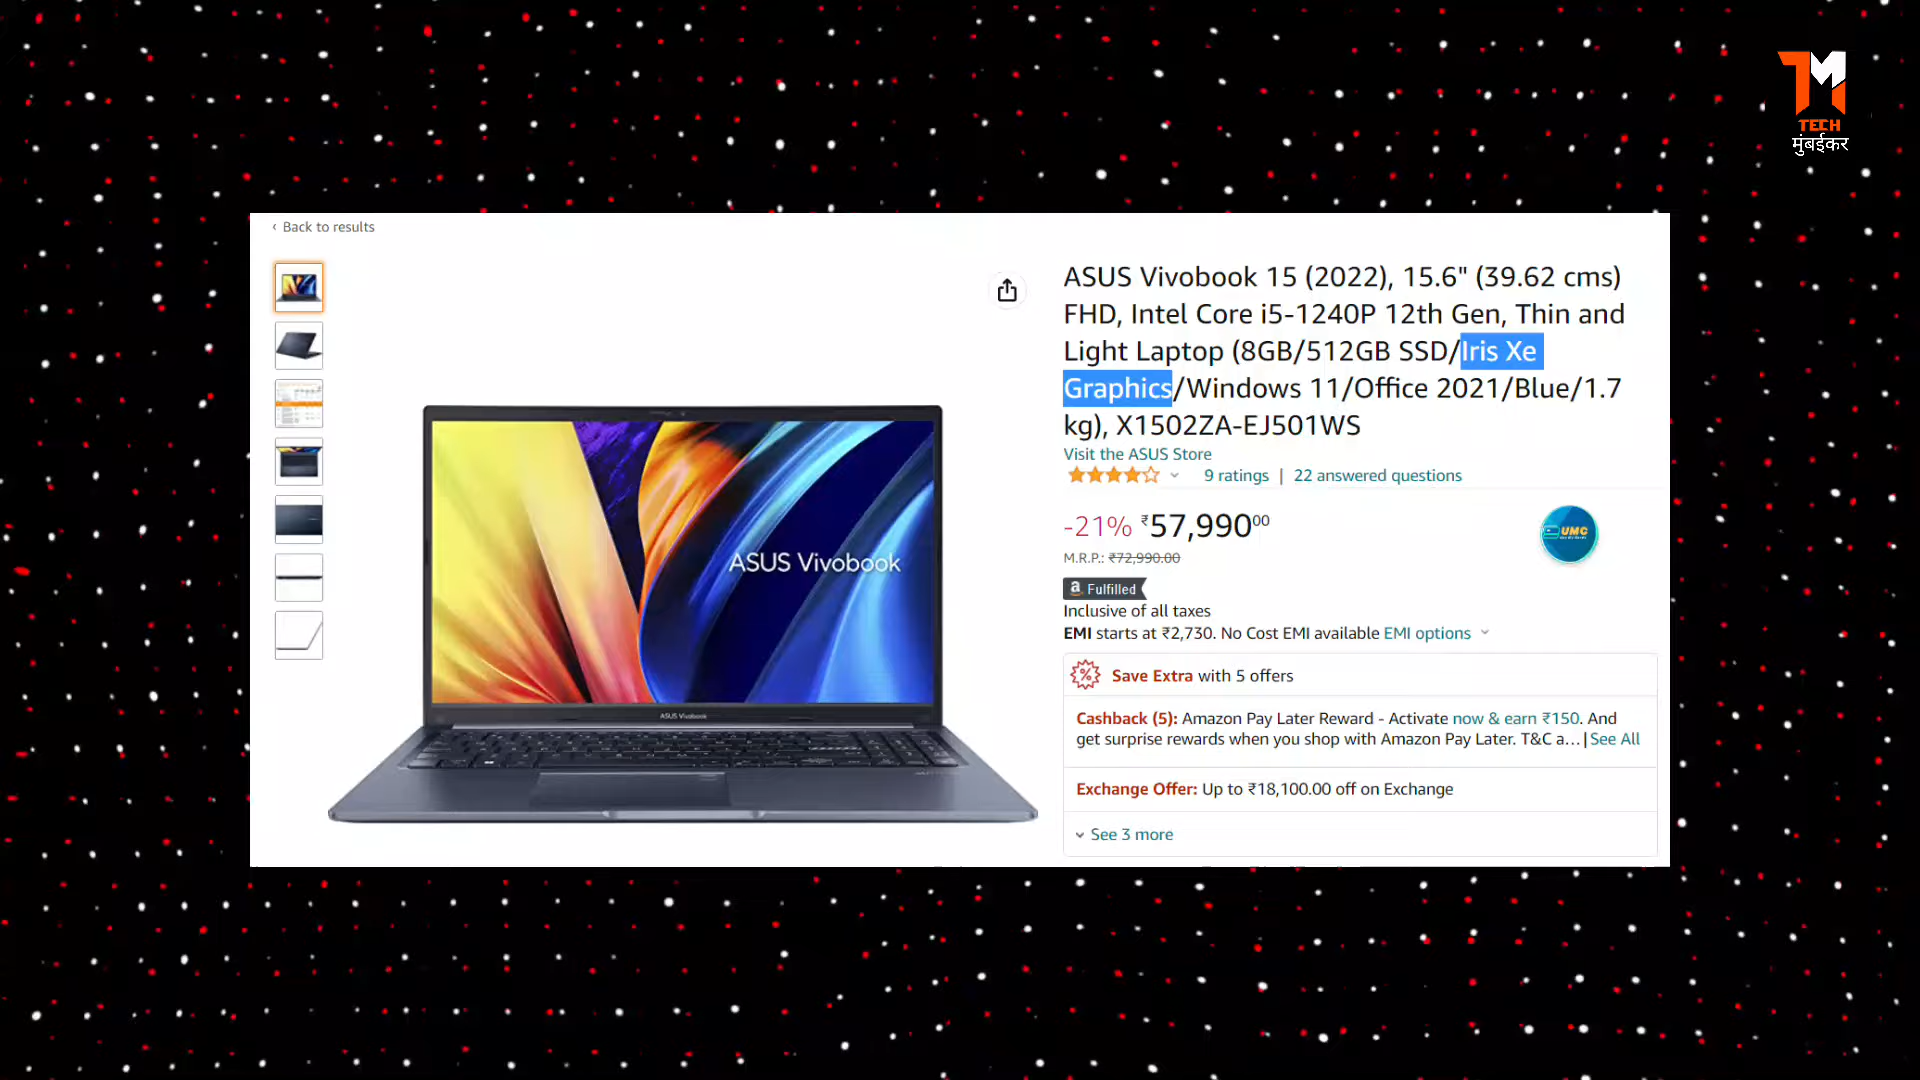 TM
TECH
मुंबईकर
‹ Back to results
ASUS Vivobook 15 (2022), 15.6" (39.62 cms)
FHD, Intel Core i5-1240P 12th Gen, Thin and
Light Laptop (8GB/512GB SSD/Iris Xe
Graphics/Windows 11/Office 2021/Blue/1.7
kg), X1502ZA-EJ501WS
Visit the ASUS Store
9 ratings | 22 answered questions
-21% ₹57,990⁰⁰
M.R.P.: ₹72,990.00
UMC
a Fulfilled
Inclusive of all taxes
EMI starts at ₹2,730. No Cost EMI available EMI options
Save Extra with 5 offers
Cashback (5): Amazon Pay Later Reward - Activate now & earn ₹150. And
get surprise rewards when you shop with Amazon Pay Later. T&C a...| See All
Exchange Offer: Up to ₹18,100.00 off on Exchange
See 3 more
ASUS Vivobook
ASUS Vivobook